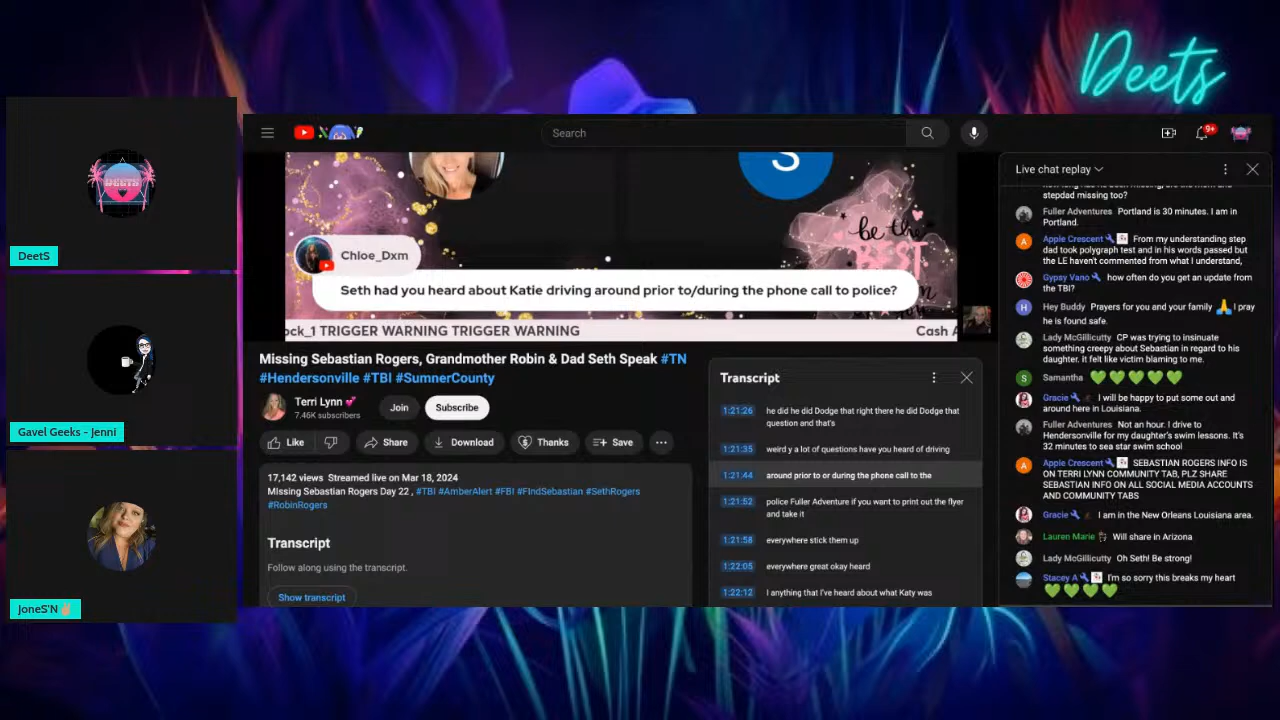 Deets
DeetS
Gavel Geeks - Jenni
JoneS'N
Search
9+
S
be the
Chloe_Dxm
Seth had you heard about Katie driving around prior to/during the phone call to police?
ock_1 TRIGGER WARNING TRIGGER WARNING
Cash A
Missing Sebastian Rogers, Grandmother Robin & Dad Seth Speak #TN
#Hendersonville #TBI #SumnerCounty
Terri Lynn 💕
7.46K subscribers
Join
Subscribe
Like
Share
Download
Thanks
Save
17,142 views Streamed live on Mar 18, 2024
Missing Sebastian Rogers Day 22 , #TBI #AmberAlert #FBI #FIndSebastian #SethRogers
#RobinRogers
Transcript
Follow along using the transcript.
Show transcript
Transcript
1:21:26 he did he did Dodge that right there he did Dodge that
question and that's
1:21:35 weird y a lot of questions have you heard of driving
1:21:44 around prior to or during the phone call to the
1:21:52 police Fuller Adventure if you want to print out the flyer
and take it
1:21:58 everywhere stick them up
1:22:05 everywhere great okay heard
1:22:12 I anything that I've heard about what Katy was
Live chat replay
stepdad missing too?
Fuller Adventures Portland is 30 minutes. I am in
Portland.
Apple Crescent From my understanding step
dad took polygraph test and in his words passed but
the LE haven't commented from what I understand,
Gypsy Vano how often do you get an update from
the TBI?
Hey Buddy Prayers for you and your family 🙏 I pray
he is found safe.
Lady McGillicutty CP was trying to insinuate
something creepy about Sebastian in regard to his
daughter. it felt like victim blaming to me.
Samantha 💚💚💚💚💚
Gracie I will be happy to put some out and
around here in Louisiana.
Fuller Adventures Not an hour. I drive to
Hendersonville for my daughter's swim lessons. It's
32 minutes to sea star swim school
Apple Crescent SEBASTIAN ROGERS INFO IS
ON TERRI LYNN COMMUNITY TAB, PLZ SHARE
SEBASTIAN INFO ON ALL SOCIAL MEDIA ACCOUNTS
AND COMMUNITY TABS
Gracie I am in the New Orleans Louisiana area.
Lauren Marie Will share in Arizona
Lady McGillicutty Oh Seth! Be strong!
Stacey A I'm so sorry this breaks my heart
💚💚💚💚